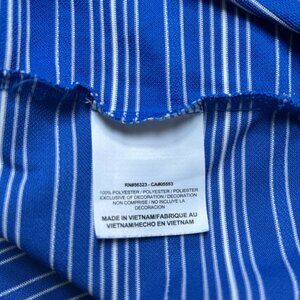 RN#56323 - CA#05553
100% POLYESTER / POLYESTER / POLIESTER
EXCLUSIVE OF DECORATION / DECORATION
NON COMPRISE / NO INCLUYE LA
DECORACION
MADE IN VIETNAM/FABRIQUE AU
VIETNAM/HECHO EN VIETNAM